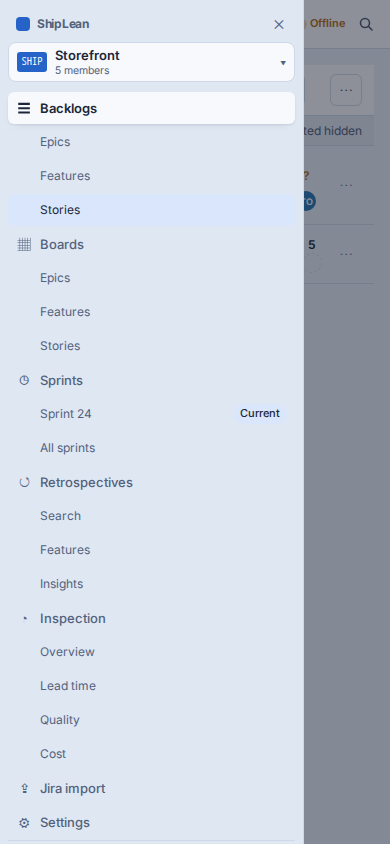 ShipLean
Offline
SHIP
Storefront
5 members
Backlogs
ted hidden
Epics
Features
?
Stories
Boards
5
Epics
Features
Stories
Sprints
Sprint 24
Current
All sprints
Retrospectives
Search
Features
Insights
Inspection
Overview
Lead time
Quality
Cost
Jira import
Settings